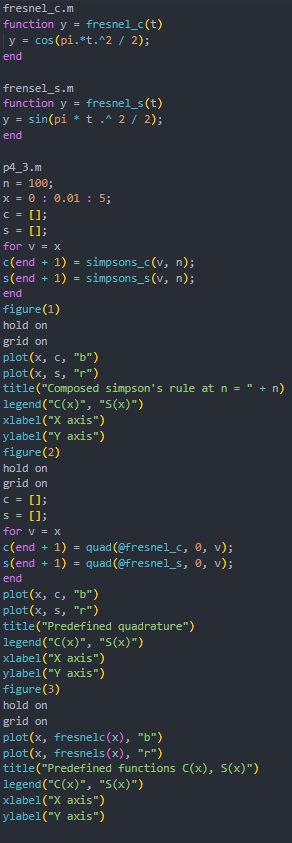 fresnel_c.m
function y = fresnel_c(t)
 y = cos(pi.*t.^2 / 2);
end

frensel_s.m
function y = fresnel_s(t)
y = sin(pi * t .^ 2 / 2);
end

p4_3.m
n = 100;
x = 0 : 0.01 : 5;
c = [];
s = [];
for v = x
c(end + 1) = simpsons_c(v, n);
s(end + 1) = simpsons_s(v, n);
end
figure(1)
hold on
grid on
plot(x, c, "b")
plot(x, s, "r")
title("Composed simpson's rule at n = " + n)
legend("C(x)", "S(x)")
xlabel("X axis")
ylabel("Y axis")
figure(2)
hold on
grid on
c = [];
s = [];
for v = x
c(end + 1) = quad(@fresnel_c, 0, v);
s(end + 1) = quad(@fresnel_s, 0, v);
end
plot(x, c, "b")
plot(x, s, "r")
title("Predefined quadrature")
legend("C(x)", "S(x)")
xlabel("X axis")
ylabel("Y axis")
figure(3)
hold on
grid on
plot(x, fresnelc(x), "b")
plot(x, fresnels(x), "r")
title("Predefined functions C(x), S(x)")
legend("C(x)", "S(x)")
xlabel("X axis")
ylabel("Y axis")